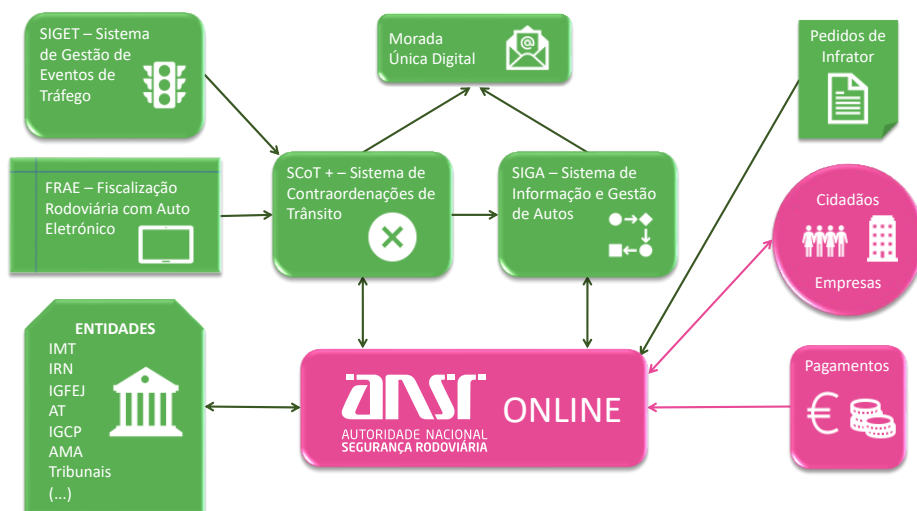 SIGET – Sistema
de Gestão de
Eventos de
Tráfego
Morada
Única Digital
@
Pedidos de
Infrator
FRAE – Fiscalização
Rodoviária com Auto
Eletrónico
SCoT + – Sistema de
Contraordenações de
Trânsito
SIGA – Sistema de
Informação e Gestão
de Autos
Cidadãos
Empresas
ENTIDADES
IMT
IRN
IGFEJ
AT
IGCP
AMA
Tribunais
(...)
ansr ONLINE
AUTORIDADE NACIONAL
SEGURANÇA RODOVIÁRIA
Pagamentos
€